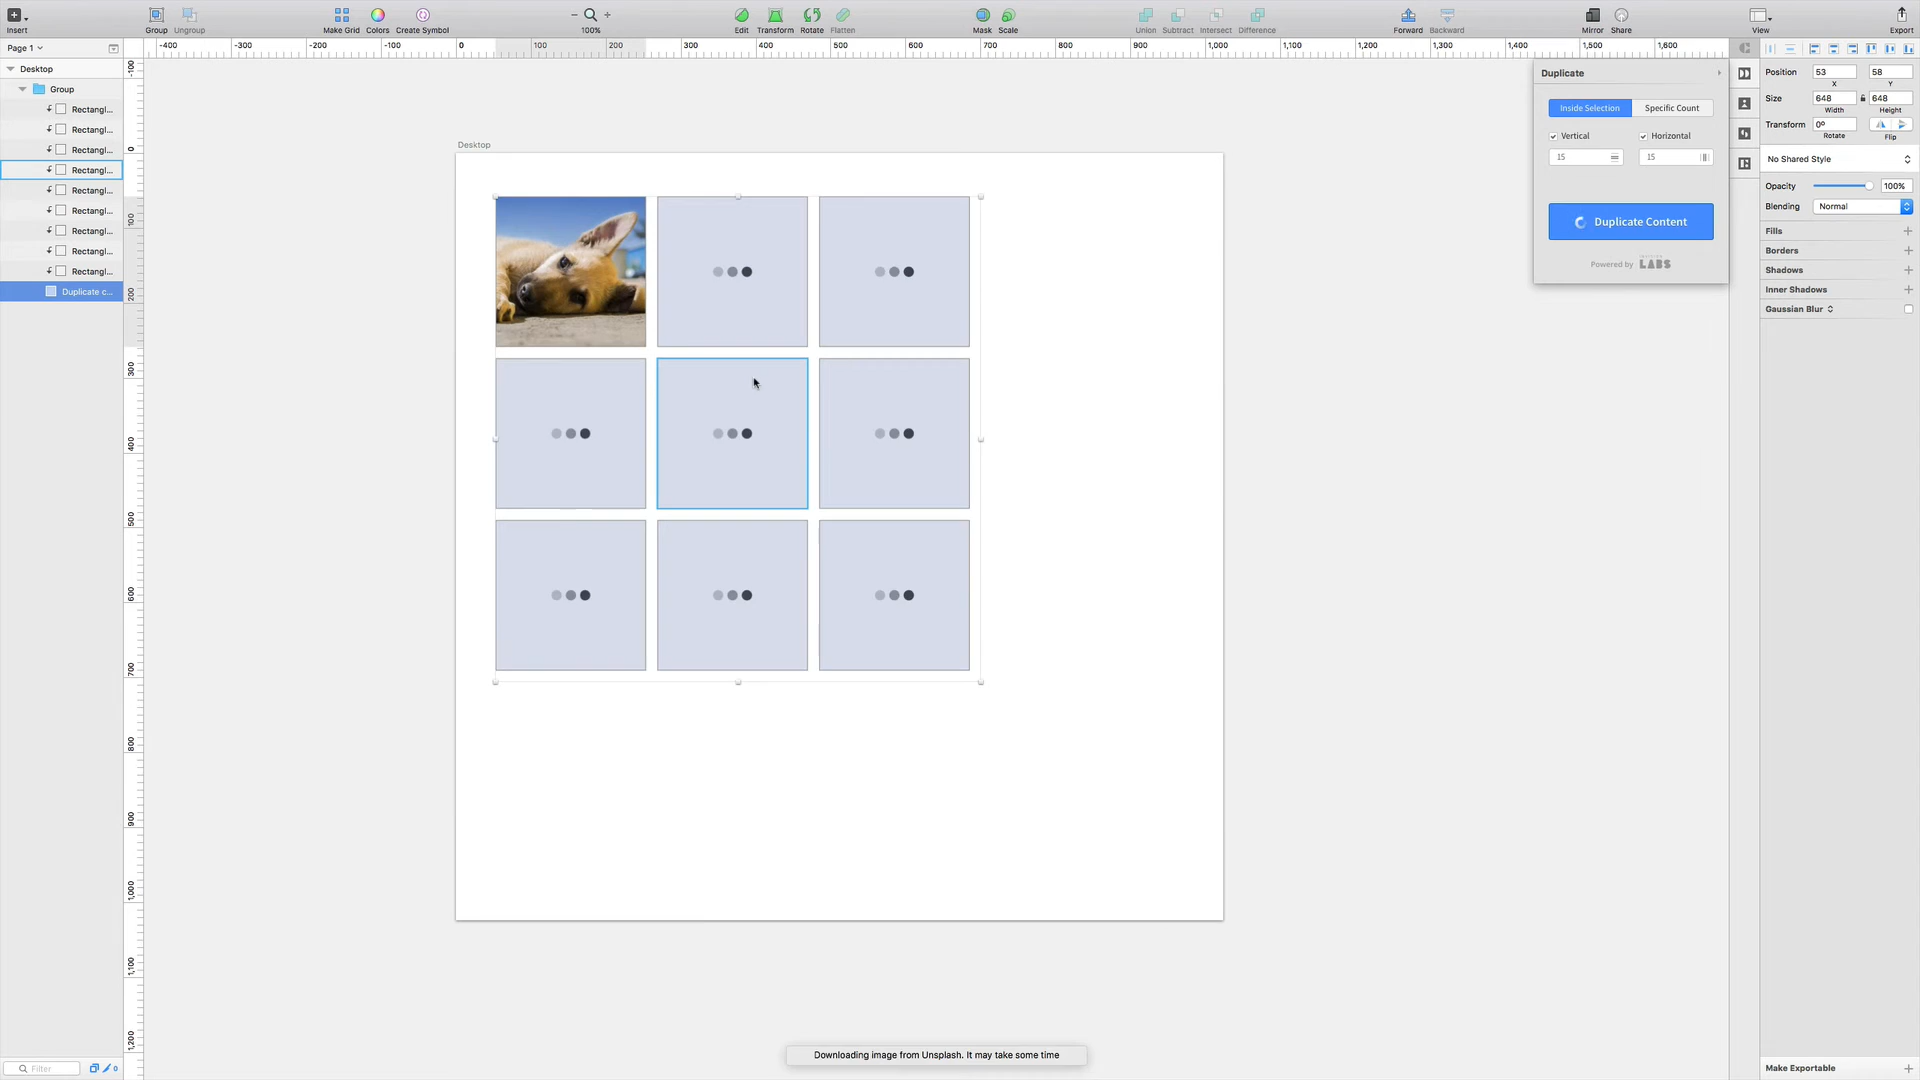 Insert
Group
Ungroup
Make Grid
Colors
Create Symbol
100%
Edit
Transform
Rotate
Flatten
Mask
Scale
Union
Subtract
Intersect
Difference
Forward
Backward
Mirror
Share
View
Export
Page 1
-400
-300
-200
-100
0
100
200
300
400
500
600
700
800
900
1,000
1,100
1,200
1,300
1,400
1,500
1,600
Desktop
Group
Rectangl...
Rectangl...
Rectangl...
Rectangl...
Rectangl...
Rectangl...
Rectangl...
Rectangl...
Rectangl...
Duplicate c...
Filter
0
-100
0
100
200
300
400
500
600
700
800
900
1,000
1,100
1,200
Desktop
Downloading image from Unsplash. It may take some time
Duplicate
Inside Selection
Specific Count
Vertical
Horizontal
15
15
Duplicate Content
Powered by LABS
Position
53
58
X
Y
Size
648
648
Width
Height
Transform
0º
Rotate
Flip
No Shared Style
Opacity
100%
Blending
Normal
Fills
Borders
Shadows
Inner Shadows
Gaussian Blur
Make Exportable